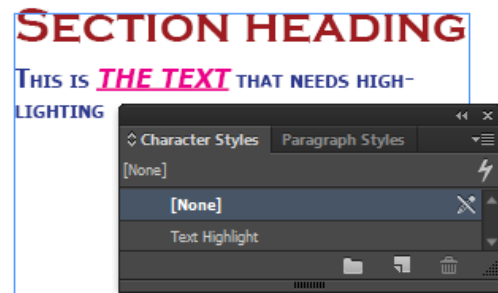 SECTION HEADING
THIS IS THE TEXT THAT NEEDS HIGH-
LIGHTING
Character Styles Paragraph Styles
[None]
[None]
Text Highlight